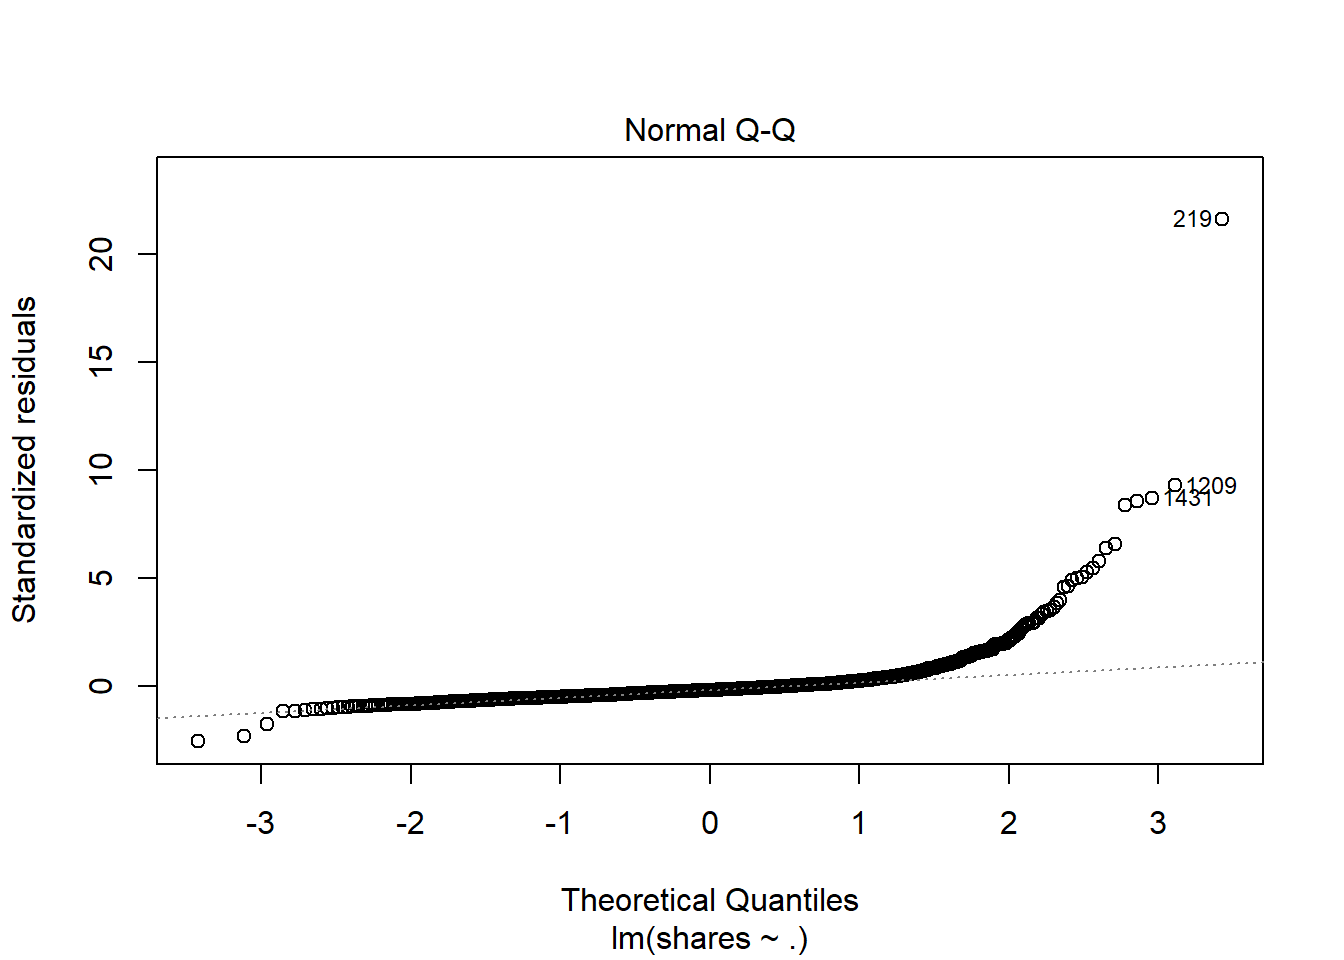 Normal Q-Q
Standardized residuals
20
15
10
5
0
219
1209
1431
-3 -2 -1 0 1 2 3
Theoretical Quantiles
lm(shares ~ .)